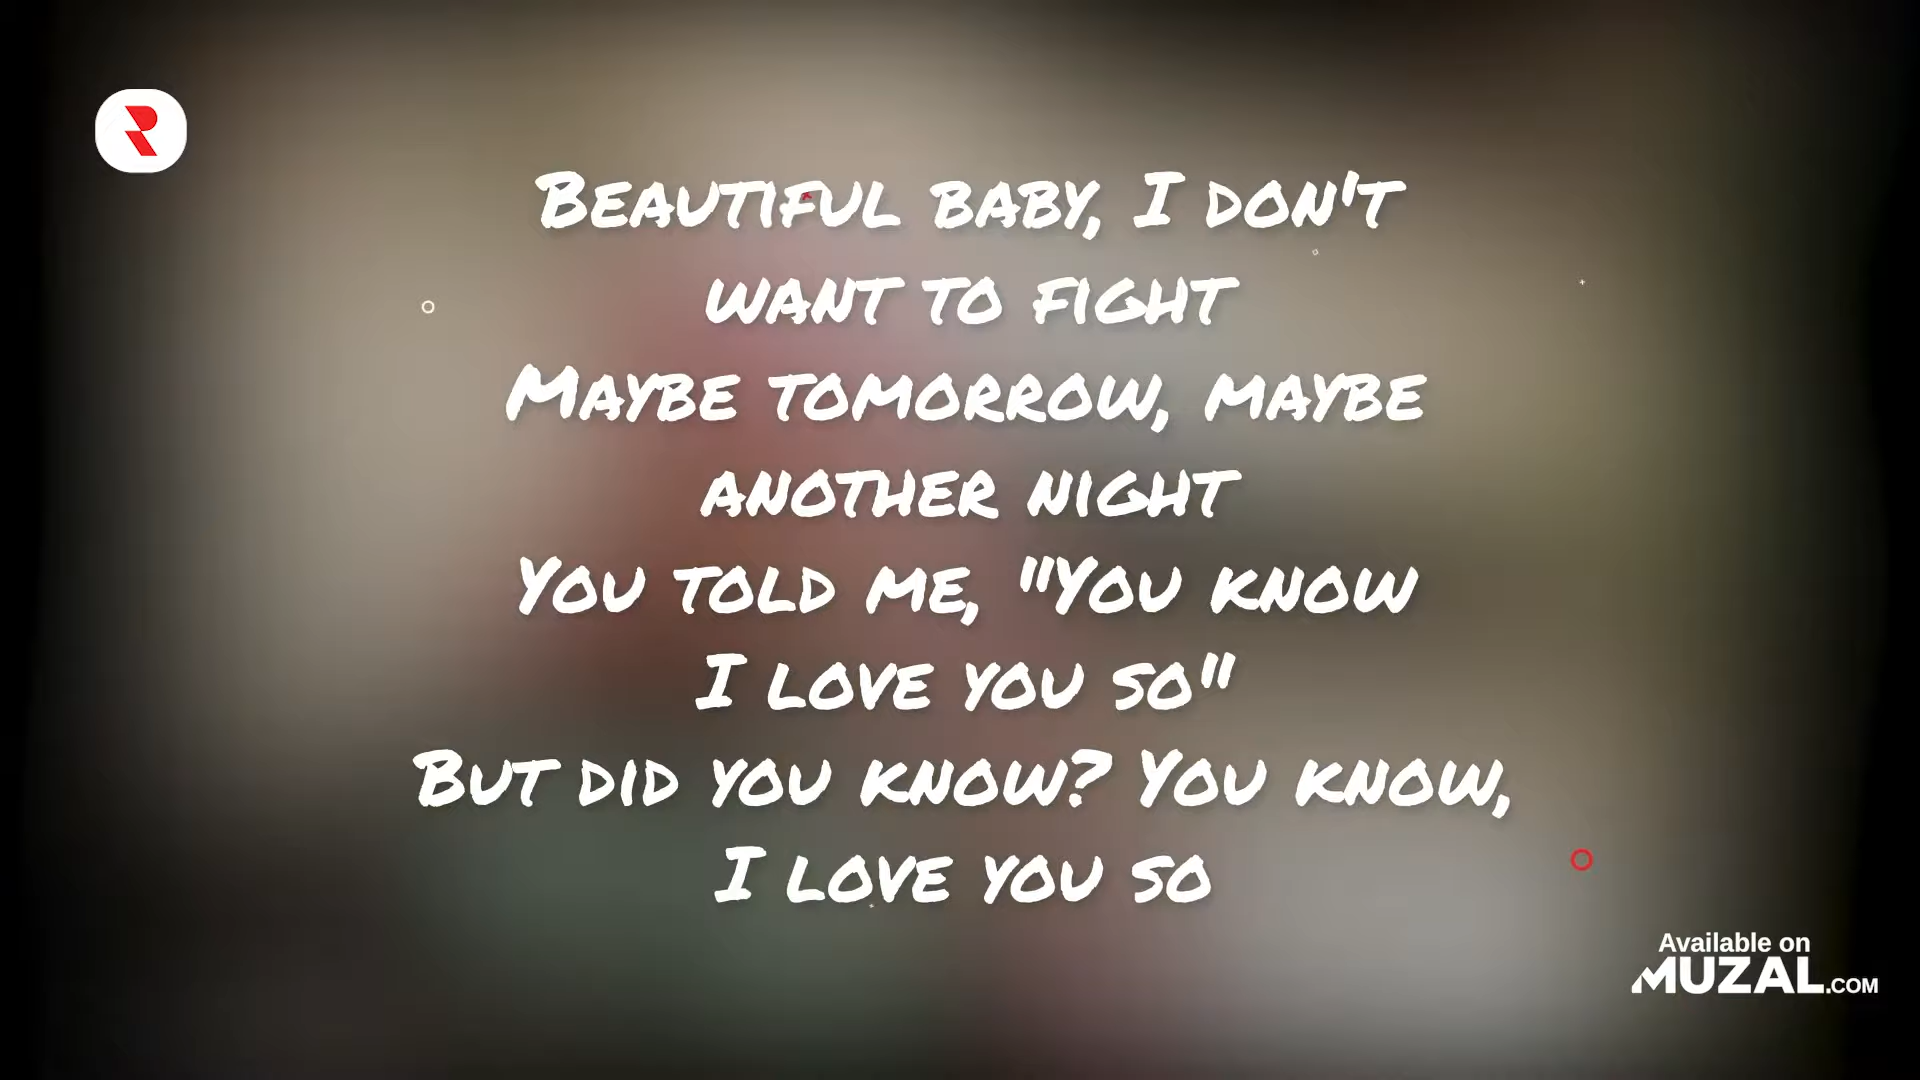 Beautiful baby, I don't
want to fight
Maybe tomorrow, maybe
another night
You told me, "You know
I love you so"
But did you know? You know,
I love you so
Available on
MUZAL.COM